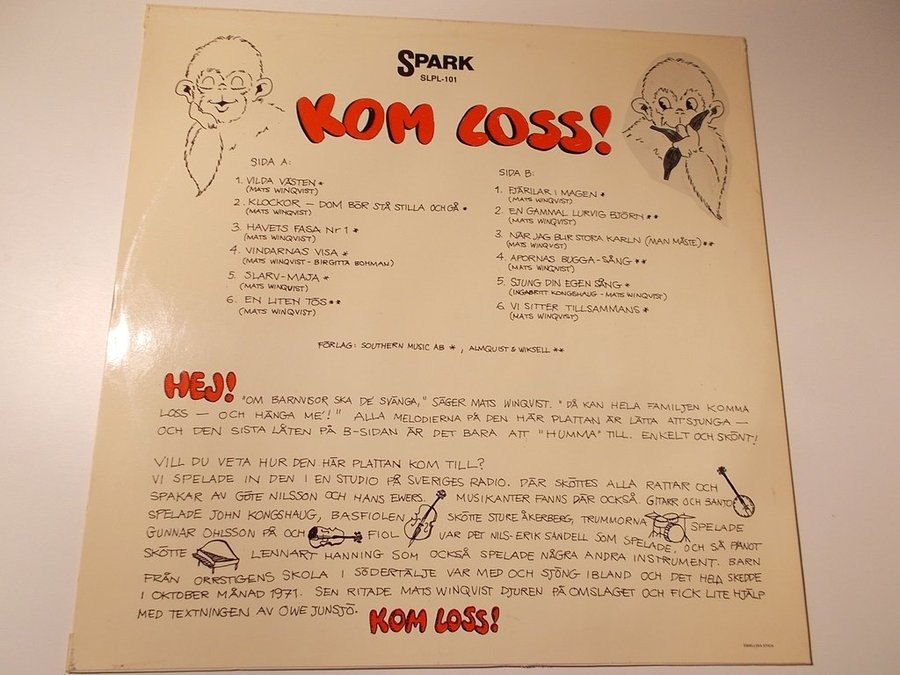 SPARK
SLPL-101
KOM LOSS!
SIDA A:
1. VILDA VÄSTEN *
(MATS WINQVIST)
2. KLOCKOR – DOM BÖR STÅ STILLA OCH GÅ *
(MATS WINQVIST)
3. HAVETS FASA Nr 1 *
(MATS WINQVIST)
4. VINDARNAS VISA *
(MATS WINQVIST - BIRGITTA BOHMAN)
5. SLARV-MAJA *
(MATS WINQVIST)
6. EN LITEN TÖS **
(MATS WINQVIST)
SIDA B:
1. FJÄRILAR I MAGEN *
(MATS WINQVIST)
2. EN GAMMAL LURVIG BJÖRN **
(MATS WINQVIST)
3. NÄR JAG BLIR STORA KARLN (MAN MÅSTE) **
(MATS WINQVIST)
4. APORNAS BUGGA-SÅNG **
(MATS WINQVIST)
5. SJUNG DIN EGEN SÅNG *
(INGABRITT KONGSHAUG - MATS WINQVIST)
6. VI SITTER TILLSAMMANS *
(MATS WINQVIST)
FÖRLAG: SOUTHERN MUSIC AB *, ALMQUIST & WIKSELL **
HEJ! "OM BARNVISOR SKA DE' SVÄNGA," SÄGER MATS WINQVIST. "DÅ KAN HELA FAMILJEN KOMMA
LOSS – OCH HÄNGA ME'!" ALLA MELODIERNA PÅ DEN HÄR PLATTAN ÄR LÄTTA ATT SJUNGA –
OCH DEN SISTA LÅTEN PÅ B-SIDAN ÄR DET BARA ATT "HUMMA" TILL. ENKELT OCH SKÖNT!
VILL DU VETA HUR DEN HÄR PLATTAN KOM TILL?
VI SPELADE IN DEN I EN STUDIO PÅ SVERIGES RADIO. DÄR SKÖTTES ALLA RATTAR OCH
SPAKAR AV GÖTE NILSSON OCH HANS EWERS. MUSIKANTER FANNS DÄR OCKSÅ. GITARR OCH BANJO
SPELADE JOHN KONGSHAUG, BASFIOLEN SKÖTTE STURE ÅKERBERG, TRUMMORNA SPELADE
GUNNAR OHLSSON PÅ OCH FIOL VAR DET NILS-ERIK SANDELL SOM SPELADE, OCH SÅ PIANOT
SKÖTTE LENNART HANNING SOM OCKSÅ SPELADE NÅGRA ANDRA INSTRUMENT. BARN
FRÅN ORRSTIGENS SKOLA I SÖDERTÄLJE VAR MED OCH SJÖNG IBLAND OCH DET HELA SKEDDE
I OKTOBER MÅNAD 1971. SEN RITADE MATS WINQVIST DJUREN PÅ OMSLAGET OCH FICK LITE HJÄLP
MED TEXTNINGEN AV OWE JUNSJÖ.
KOM LOSS!